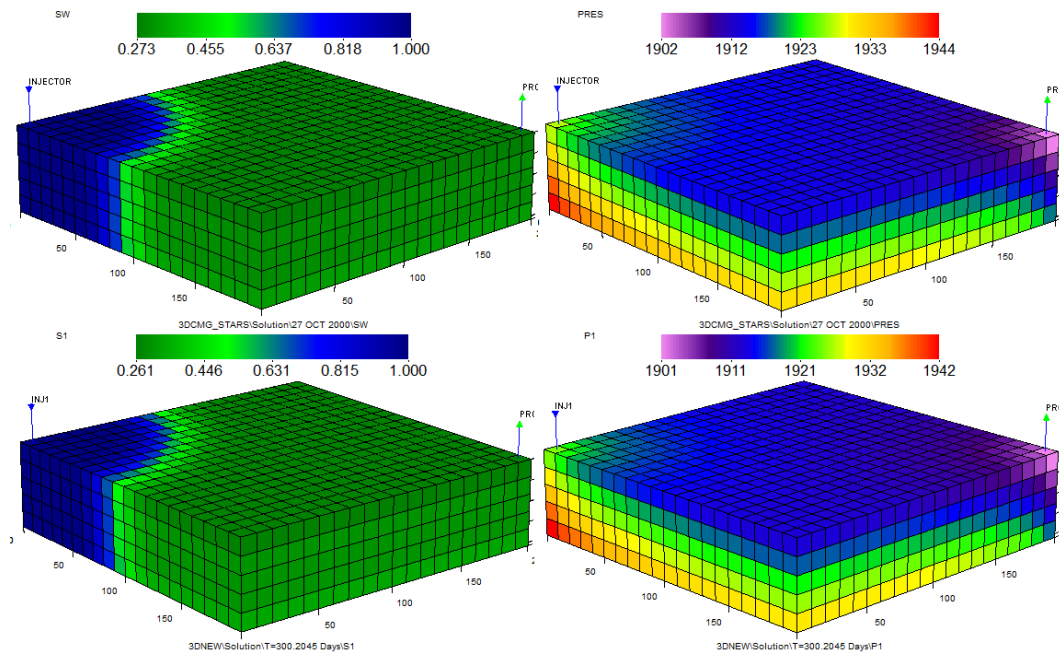 SW
0.273 0.455 0.637 0.818 1.000
INJECTOR
PRO
50
100
150
50
100
150
3DCMG_STARS\Solution\27 OCT 2000\SW
PRES
1902 1912 1923 1933 1944
INJECTOR
PR
50
100
150
50
100
150
3DCMG_STARS\Solution\27 OCT 2000\PRES
S1
0.261 0.446 0.631 0.815 1.000
INJ1
PRO
50
100
150
50
100
150
3DNEW\Solution\T=300.2045 Days\S1
P1
1901 1911 1921 1932 1942
INJ1
PRO
50
100
150
50
100
150
3DNEW\Solution\T=300.2045 Days\P1